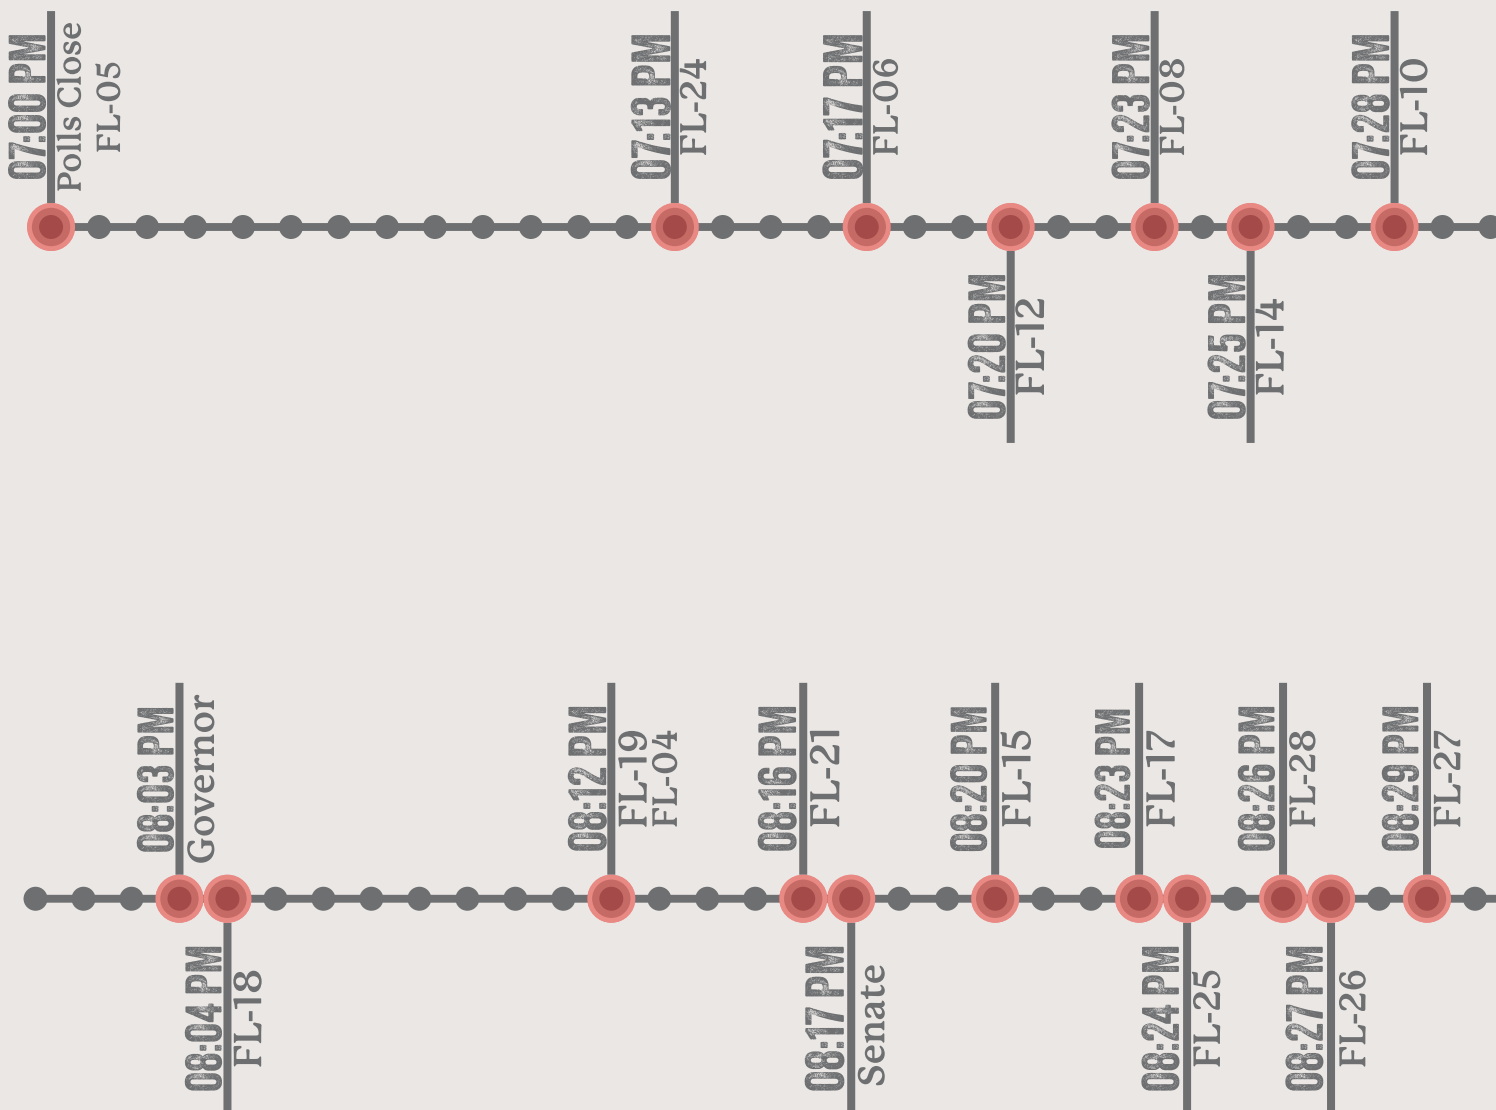 07:00 PM
Polls Close
FL-05
07:13 PM
FL-24
07:17 PM
FL-06
07:20 PM
FL-12
07:23 PM
FL-08
07:25 PM
FL-14
07:28 PM
FL-10
08:03 PM
Governor
08:04 PM
FL-18
08:12 PM
FL-19
FL-04
08:16 PM
FL-21
08:17 PM
Senate
08:20 PM
FL-15
08:23 PM
FL-17
08:24 PM
FL-25
08:26 PM
FL-28
08:27 PM
FL-26
08:29 PM
FL-27